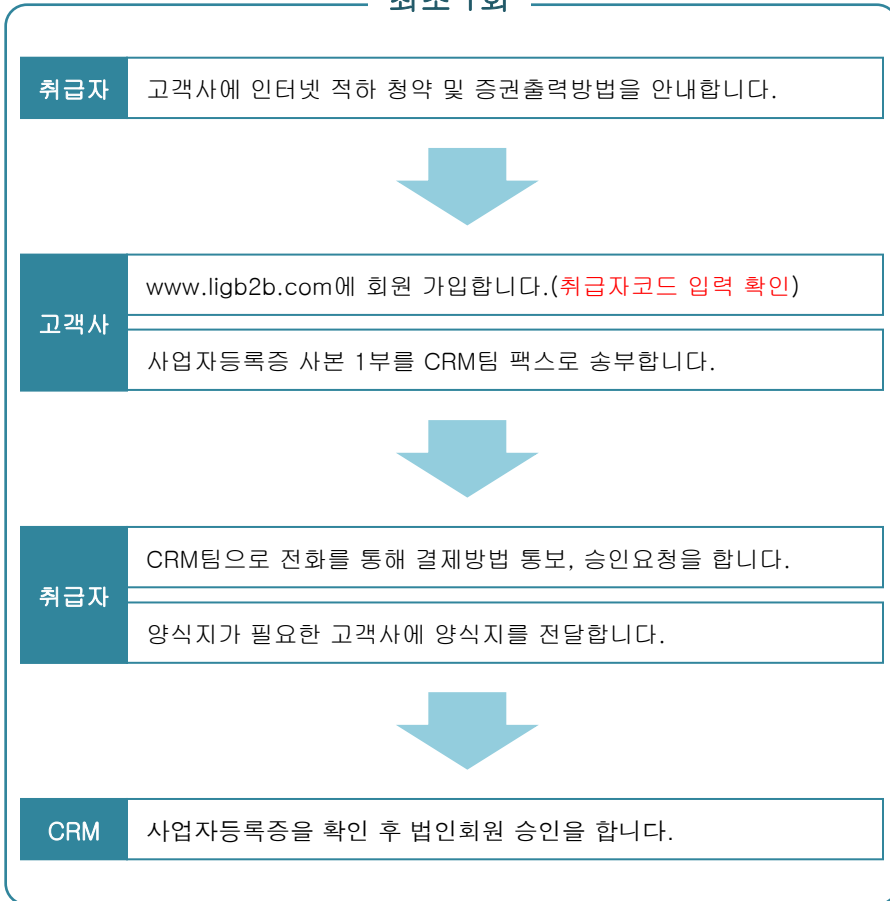 최초 1회
취급자
고객사에 인터넷 적하 청약 및 증권출력방법을 안내합니다.
고객사
www.ligb2b.com에 회원 가입합니다.(취급자코드 입력 확인)
사업자등록증 사본 1부를 CRM팀 팩스로 송부합니다.
취급자
CRM팀으로 전화를 통해 결제방법 통보, 승인요청을 합니다.
양식지가 필요한 고객사에 양식지를 전달합니다.
CRM
사업자등록증을 확인 후 법인회원 승인을 합니다.